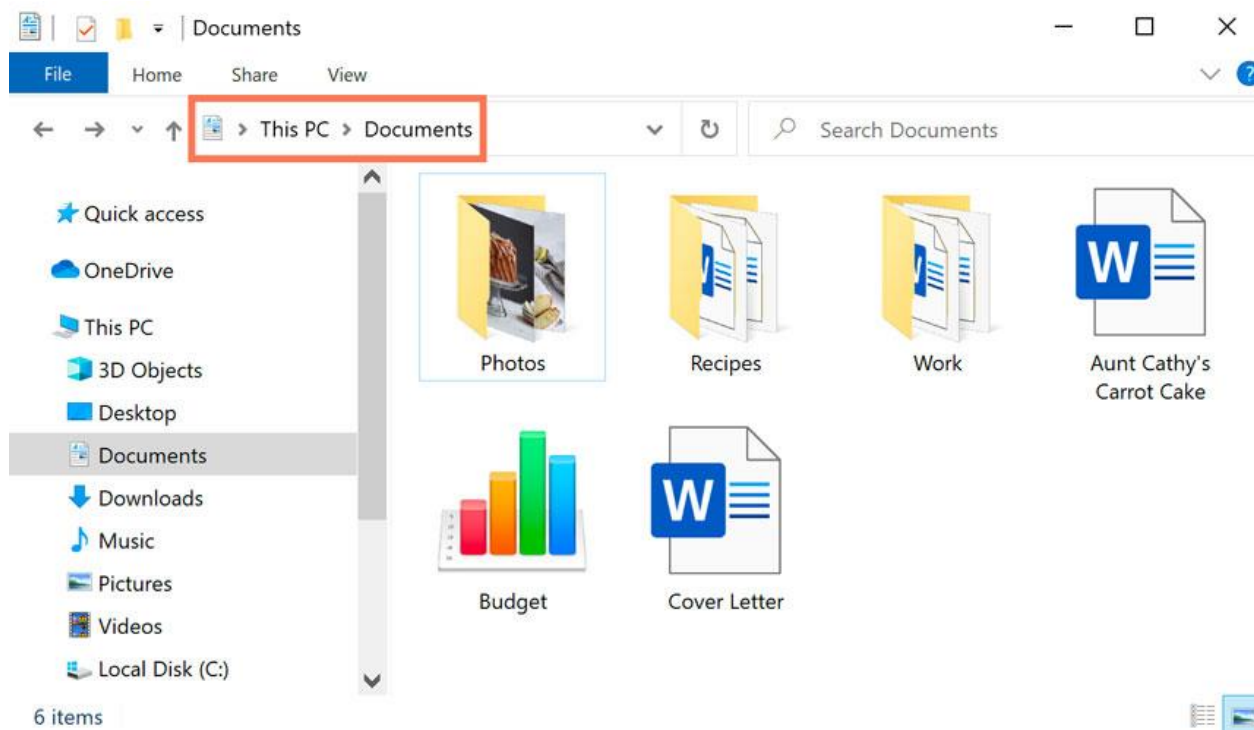 Documents
File Home Share View
?
> This PC > Documents
Search Documents
Quick access
OneDrive
This PC
3D Objects
Desktop
Documents
Downloads
Music
Pictures
Videos
Local Disk (C:)
Photos
Recipes
Work
W
Aunt Cathy's
Carrot Cake
Budget
W
Cover Letter
6 items